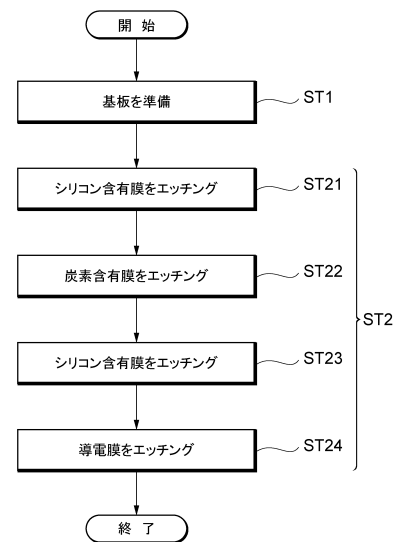 開 始
基板を準備
ST1
シリコン含有膜をエッチング
ST21
炭素含有膜をエッチング
ST22
ST2
シリコン含有膜をエッチング
ST23
導電膜をエッチング
ST24
終 了